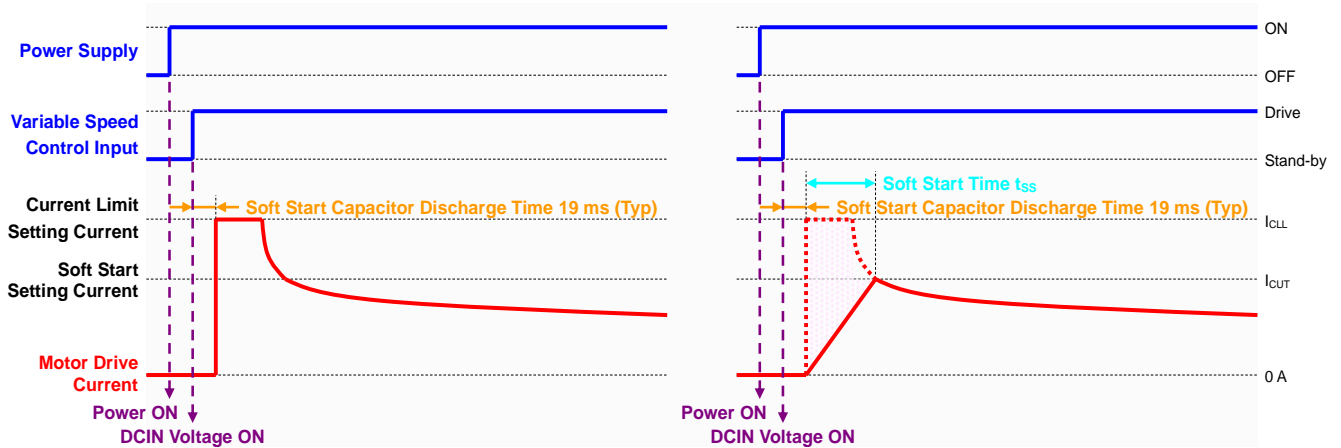 Power Supply
ON
OFF
Variable Speed
Control Input
Drive
Stand-by
Soft Start Time tSS
Current Limit
Setting Current
Soft Start Capacitor Discharge Time 19 ms (Typ)
Soft Start Capacitor Discharge Time 19 ms (Typ)
ICLL
Soft Start
Setting Current
ICUT
Motor Drive
Current
0 A
Power ON
DCIN Voltage ON
Power ON
DCIN Voltage ON